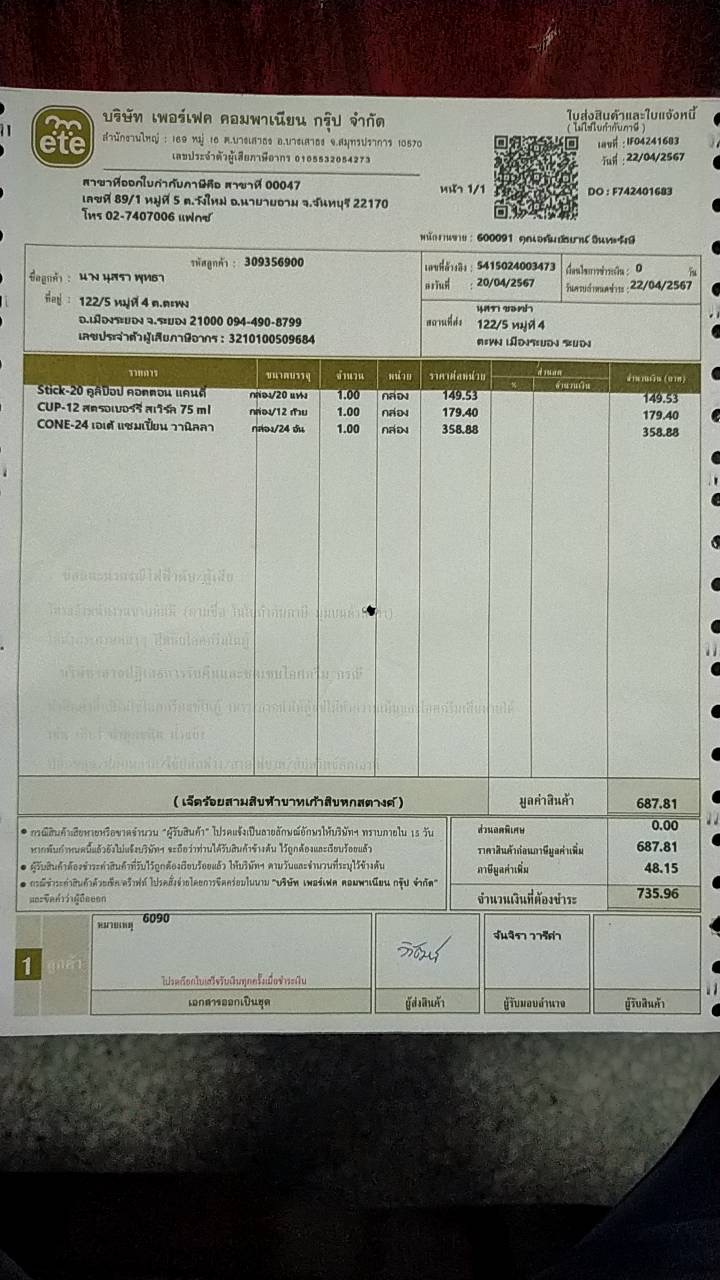 ete
บริษัท เพอร์เฟค คอมพาเนียน กรุ๊ป จำกัด
สำนักงานใหญ่ : 169 หมู่ 16 ต.บางเสาธง อ.บางเสาธง จ.สมุทรปราการ 10570
เลขประจำตัวผู้เสียภาษีอากร 0105532054273
ใบส่งสินค้าและใบแจ้งหนี้
( ไม่ใช่ใบกำกับภาษี )
เลขที่ : IF04241683
วันที่ : 22/04/2567
สาขาที่ออกใบกำกับภาษีคือ สาขาที่ 00047
เลขที่ 89/1 หมู่ที่ 5 ต.วังใหม่ อ.นายายอาม จ.จันทบุรี 22170
โทร 02-7407006 แฟกซ์
หน้า 1/1
DO : F742401683
พนักงานขาย : 600091
รหัสลูกค้า : 309356900
ชื่อลูกค้า : นาง นุสรา พุทธา
ที่อยู่ : 122/5 หมู่ที่ 4 ต.ตะพง
อ.เมืองระยอง จ.ระยอง 21000 094-490-8799
เลขประจำตัวผู้เสียภาษีอากร : 3210100509684
เลขที่อ้างอิง : 5415024003473
ลงวันที่ : 20/04/2567
เงื่อนไขการชำระเงิน : 0 วัน
วันครบกำหนดชำระ : 22/04/2567
นุสรา ของชำ
สถานที่ส่ง 122/5 หมู่ที่ 4
ตะพง เมืองระยอง ระยอง
รายการ ขนาดบรรจุ จำนวน หน่วย ราคาต่อหน่วย ส่วนลด % จำนวนเงิน จำนวนเงิน (บาท)
Stick-20 คูลิป๊อป คอตตอน แคนดี้ กล่อง/20 แท่ง 1.00 กล่อง 149.53 149.53
CUP-12 สตรอเบอร์รี่ สเวิร์ล 75 ml กล่อง/12 ถ้วย 1.00 กล่อง 179.40 179.40
CONE-24 เอเต้ แชมเปี้ยน วานิลลา กล่อง/24 อัน 1.00 กล่อง 358.88 358.88
( เจ็ดร้อยสามสิบห้าบาทเก้าสิบหกสตางค์ )
มูลค่าสินค้า 687.81
ส่วนลดพิเศษ 0.00
ราคาสินค้าก่อนภาษีมูลค่าเพิ่ม 687.81
ภาษีมูลค่าเพิ่ม 48.15
จำนวนเงินที่ต้องชำระ 735.96
• กรณีสินค้าเสียหายหรือขาดจำนวน "ผู้รับสินค้า" โปรดแจ้งเป็นลายลักษณ์อักษรให้บริษัทฯ ทราบภายใน 15 วัน
หากพ้นกำหนดนี้แล้วยังไม่แจ้งบริษัทฯ จะถือว่าท่านได้รับสินค้าข้างต้น ไว้ถูกต้องและเรียบร้อยแล้ว
• ผู้รับสินค้าต้องชำระค่าสินค้าที่รับไว้ถูกต้องเรียบร้อยแล้ว ให้บริษัทฯ ตามวันและจำนวนที่ระบุไว้ข้างต้น
• กรณีชำระค่าสินค้าด้วยเช็ค/ดร๊าฟท์ โปรดสั่งจ่ายโดยการขีดคร่อมในนาม "บริษัท เพอร์เฟค คอมพาเนียน กรุ๊ป จำกัด"
และขีดคำว่าผู้ถือออก
1 ลูกค้า
หมายเหตุ 6090
โปรดเรียกใบเสร็จรับเงินทุกครั้งเมื่อชำระเงิน
เอกสารออกเป็นชุด
ผู้ส่งสินค้า
จันจิรา วารีคำ
ผู้รับมอบอำนาจ
ผู้รับสินค้า